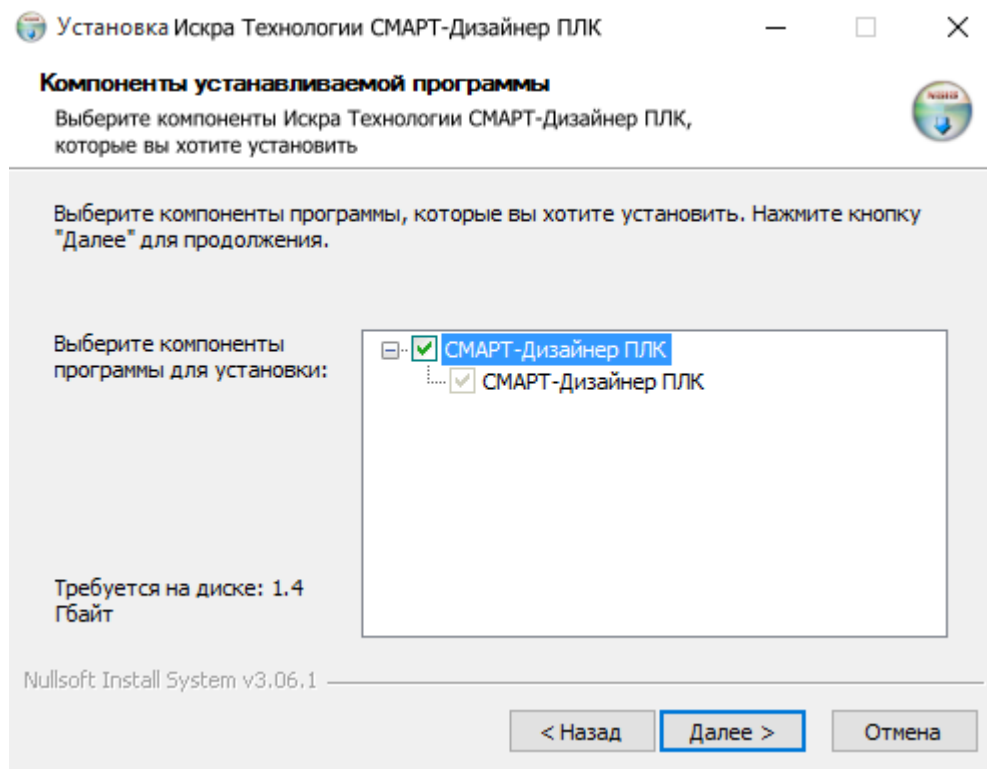 Установка Искра Технологии СМАРТ-Дизайнер ПЛК
Компоненты устанавливаемой программы
Выберите компоненты Искра Технологии СМАРТ-Дизайнер ПЛК,
которые вы хотите установить
Выберите компоненты программы, которые вы хотите установить. Нажмите кнопку
"Далее" для продолжения.
Выберите компоненты
программы для установки:
СМАРТ-Дизайнер ПЛК
СМАРТ-Дизайнер ПЛК
Требуется на диске: 1.4
Гбайт
Nullsoft Install System v3.06.1
< Назад
Далее >
Отмена